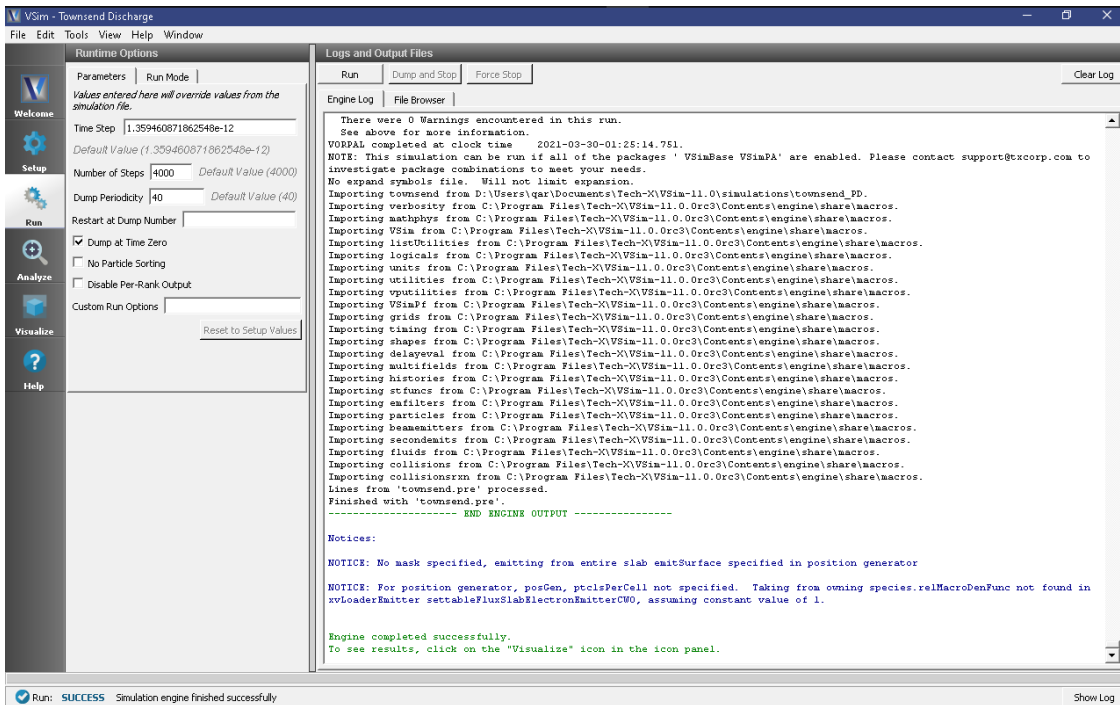 VSim - Townsend Discharge
File Edit Tools View Help Window
Welcome
Setup
Run
Analyze
Visualize
Help
Runtime Options
Parameters Run Mode
Values entered here will override values from the
simulation file.
Time Step 1.359460871862548e-12
Default Value (1.359460871862548e-12)
Number of Steps 4000 Default Value (4000)
Dump Periodicity 40 Default Value (40)
Restart at Dump Number
Dump at Time Zero
No Particle Sorting
Disable Per-Rank Output
Custom Run Options
Reset to Setup Values
Logs and Output Files
Run Dump and Stop Force Stop Clear Log
Engine Log File Browser
There were 0 Warnings encountered in this run.
See above for more information.
VORPAL completed at clock time 2021-03-30-01:25:14.751.
NOTE: This simulation can be run if all of the packages ' VSimBase VSimPA' are enabled. Please contact support@txcorp.com to
investigate package combinations to meet your needs.
No expand symbols file. Will not limit expansion.
Importing townsend from D:\Users\qar\Documents\Tech-X\VSim-11.0\simulations\townsend_PD.
Importing verbosity from C:\Program Files\Tech-X\VSim-11.0.0rc3\Contents\engine\share\macros.
Importing mathphys from C:\Program Files\Tech-X\VSim-11.0.0rc3\Contents\engine\share\macros.
Importing VSim from C:\Program Files\Tech-X\VSim-11.0.0rc3\Contents\engine\share\macros.
Importing listUtilities from C:\Program Files\Tech-X\VSim-11.0.0rc3\Contents\engine\share\macros.
Importing logicals from C:\Program Files\Tech-X\VSim-11.0.0rc3\Contents\engine\share\macros.
Importing units from C:\Program Files\Tech-X\VSim-11.0.0rc3\Contents\engine\share\macros.
Importing utilities from C:\Program Files\Tech-X\VSim-11.0.0rc3\Contents\engine\share\macros.
Importing vputilities from C:\Program Files\Tech-X\VSim-11.0.0rc3\Contents\engine\share\macros.
Importing VSimPf from C:\Program Files\Tech-X\VSim-11.0.0rc3\Contents\engine\share\macros.
Importing grids from C:\Program Files\Tech-X\VSim-11.0.0rc3\Contents\engine\share\macros.
Importing timing from C:\Program Files\Tech-X\VSim-11.0.0rc3\Contents\engine\share\macros.
Importing shapes from C:\Program Files\Tech-X\VSim-11.0.0rc3\Contents\engine\share\macros.
Importing delayeval from C:\Program Files\Tech-X\VSim-11.0.0rc3\Contents\engine\share\macros.
Importing multifields from C:\Program Files\Tech-X\VSim-11.0.0rc3\Contents\engine\share\macros.
Importing histories from C:\Program Files\Tech-X\VSim-11.0.0rc3\Contents\engine\share\macros.
Importing stfuncs from C:\Program Files\Tech-X\VSim-11.0.0rc3\Contents\engine\share\macros.
Importing emfilters from C:\Program Files\Tech-X\VSim-11.0.0rc3\Contents\engine\share\macros.
Importing particles from C:\Program Files\Tech-X\VSim-11.0.0rc3\Contents\engine\share\macros.
Importing beamemitters from C:\Program Files\Tech-X\VSim-11.0.0rc3\Contents\engine\share\macros.
Importing secondemits from C:\Program Files\Tech-X\VSim-11.0.0rc3\Contents\engine\share\macros.
Importing fluids from C:\Program Files\Tech-X\VSim-11.0.0rc3\Contents\engine\share\macros.
Importing collisions from C:\Program Files\Tech-X\VSim-11.0.0rc3\Contents\engine\share\macros.
Importing collisionsrxn from C:\Program Files\Tech-X\VSim-11.0.0rc3\Contents\engine\share\macros.
Lines from 'townsend.pre' processed.
Finished with 'townsend.pre'.
--------------------- END ENGINE OUTPUT ----------------
Notices:
NOTICE: No mask specified, emitting from entire slab emitSurface specified in position generator
NOTICE: For position generator, posGen, ptclsPerCell not specified. Taking from owning species.relMacroDenFunc not found in
xvLoaderEmitter settableFluxSlabElectronEmitterCW0, assuming constant value of 1.
Engine completed successfully.
To see results, click on the "Visualize" icon in the icon panel.
Run: SUCCESS Simulation engine finished successfully Show Log